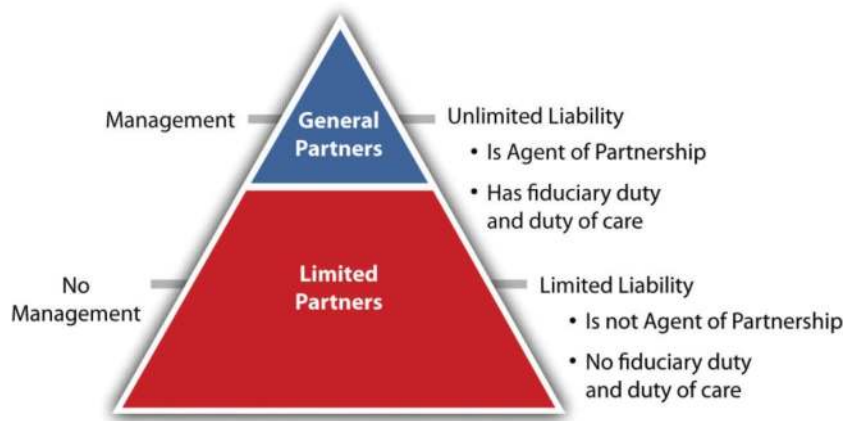 Management
General
Partners
Unlimited Liability
• Is Agent of Partnership
• Has fiduciary duty
and duty of care
No
Management
Limited
Partners
Limited Liability
• Is not Agent of Partnership
• No fiduciary duty
and duty of care